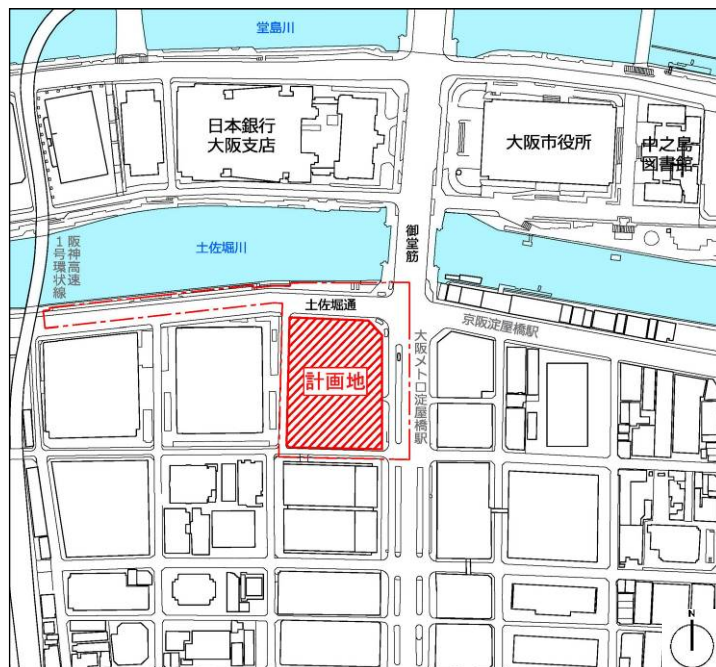 堂島川
日本銀行
大阪支店
大阪市役所
中之島
図書館
御堂筋
土佐堀川
阪神高速
1号環状線
土佐堀通
京阪淀屋橋駅
大阪メトロ淀屋橋駅
計画地
N